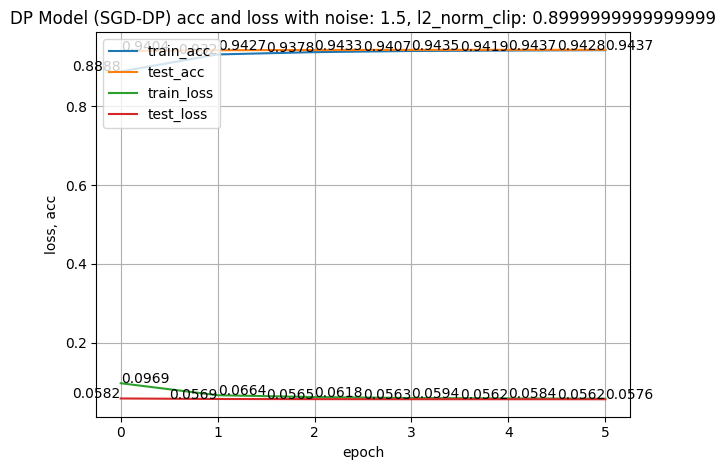 DP Model (SGD-DP) acc and loss with noise: 1.5, l2_norm_clip: 0.8999999999999999
0.9404 0.9427 0.9378 0.9433 0.9407 0.9435 0.9419 0.9437 0.9428 0.9437
0.8888
train_acc
test_acc
train_loss
test_loss
0.8
0.6
0.4
0.2
loss, acc
0.0969
0.0582 0.0569 0.0664 0.0565 0.0618 0.0563 0.0594 0.0562 0.0584 0.0562 0.0576
0 1 2 3 4 5
epoch